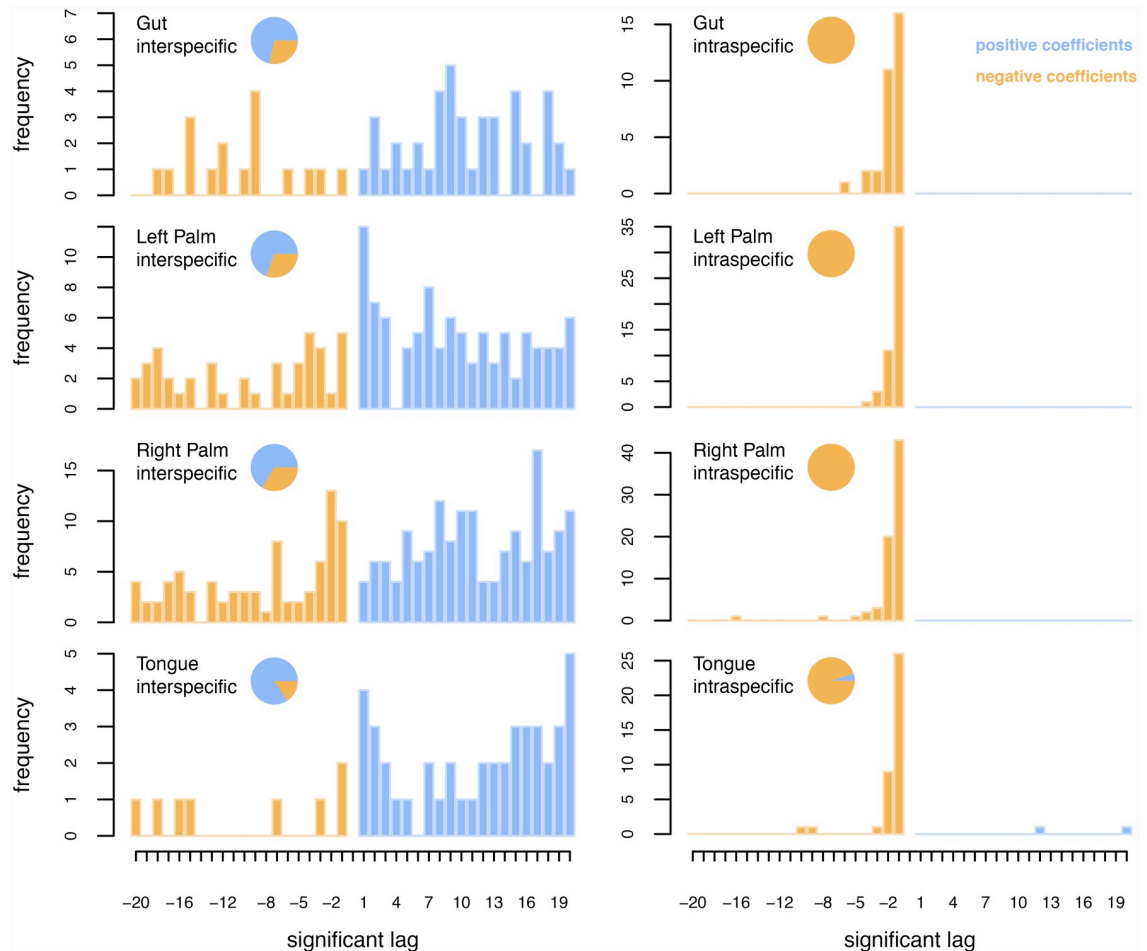 Gut
interspecific
frequency
7
6
5
4
3
2
1
0
Gut
intraspecific
positive coefficients
negative coefficients
15
10
5
0
Left Palm
interspecific
frequency
10
8
6
4
2
0
Left Palm
intraspecific
35
25
15
5
0
Right Palm
interspecific
frequency
15
10
5
0
Right Palm
intraspecific
40
30
20
10
0
Tongue
interspecific
frequency
5
4
3
2
1
0
Tongue
intraspecific
25
20
15
10
5
0
−20 −16 −12 −8 −5 −2 1 4 7 10 13 16 19
significant lag
−20 −16 −12 −8 −5 −2 1 4 7 10 13 16 19
significant lag